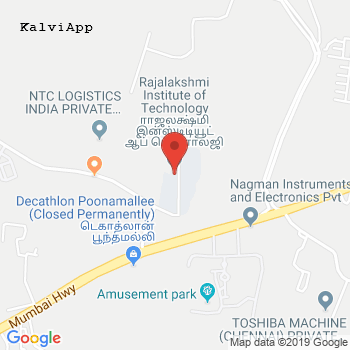 KalviApp
Rajalakshmi
Institute of
Technology
ராஜலக்ஷ்மி
இன்ஸ்டிடியூட்
ஆப்
NTC LOGISTICS
INDIA PRIVATE...
Decathlon Poonamallee
(Closed Permanently)
டெகாத்லான்
பூந்தமல்லி
Nagman Instruments
and Electronics Pvt
Mumbai Hwy
Amusement park
TOSHIBA MACHINE
(CHENNAI) PRIVATE
Google
Map data ©2019 Google